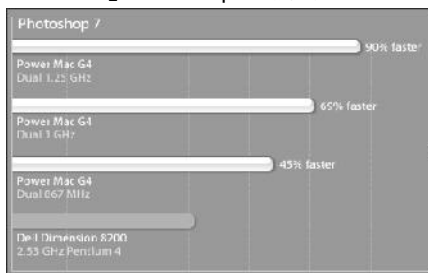 Photoshop 7
90% faster
Power Mac G4
Dual 1.25 GHz
69% faster
Power Mac G4
Dual 1 GHz
45% faster
Power Mac G4
Dual 867 MHz
Dell Dimension 8200
2.53 GHz Pentium 4